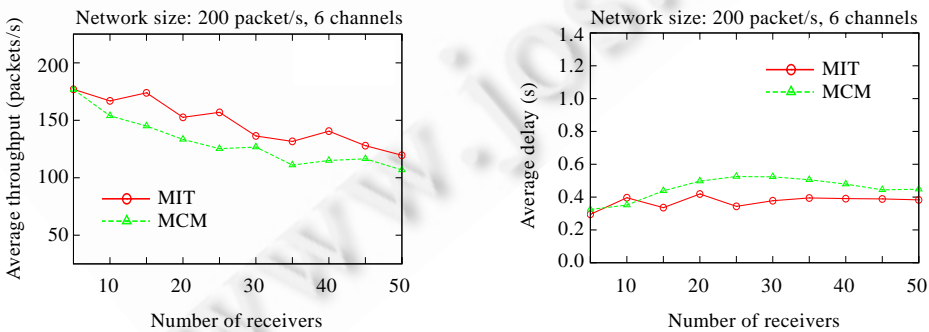 Network size: 200 packet/s, 6 channels
Average throughput (packets/s)
200
150
100
50
MIT
MCM
10 20 30 40 50
Number of receivers
Network size: 200 packet/s, 6 channels
Average delay (s)
1.4
1.2
1.0
0.8
0.6
0.4
0.2
0.0
MIT
MCM
10 20 30 40 50
Number of receivers
www.jos.